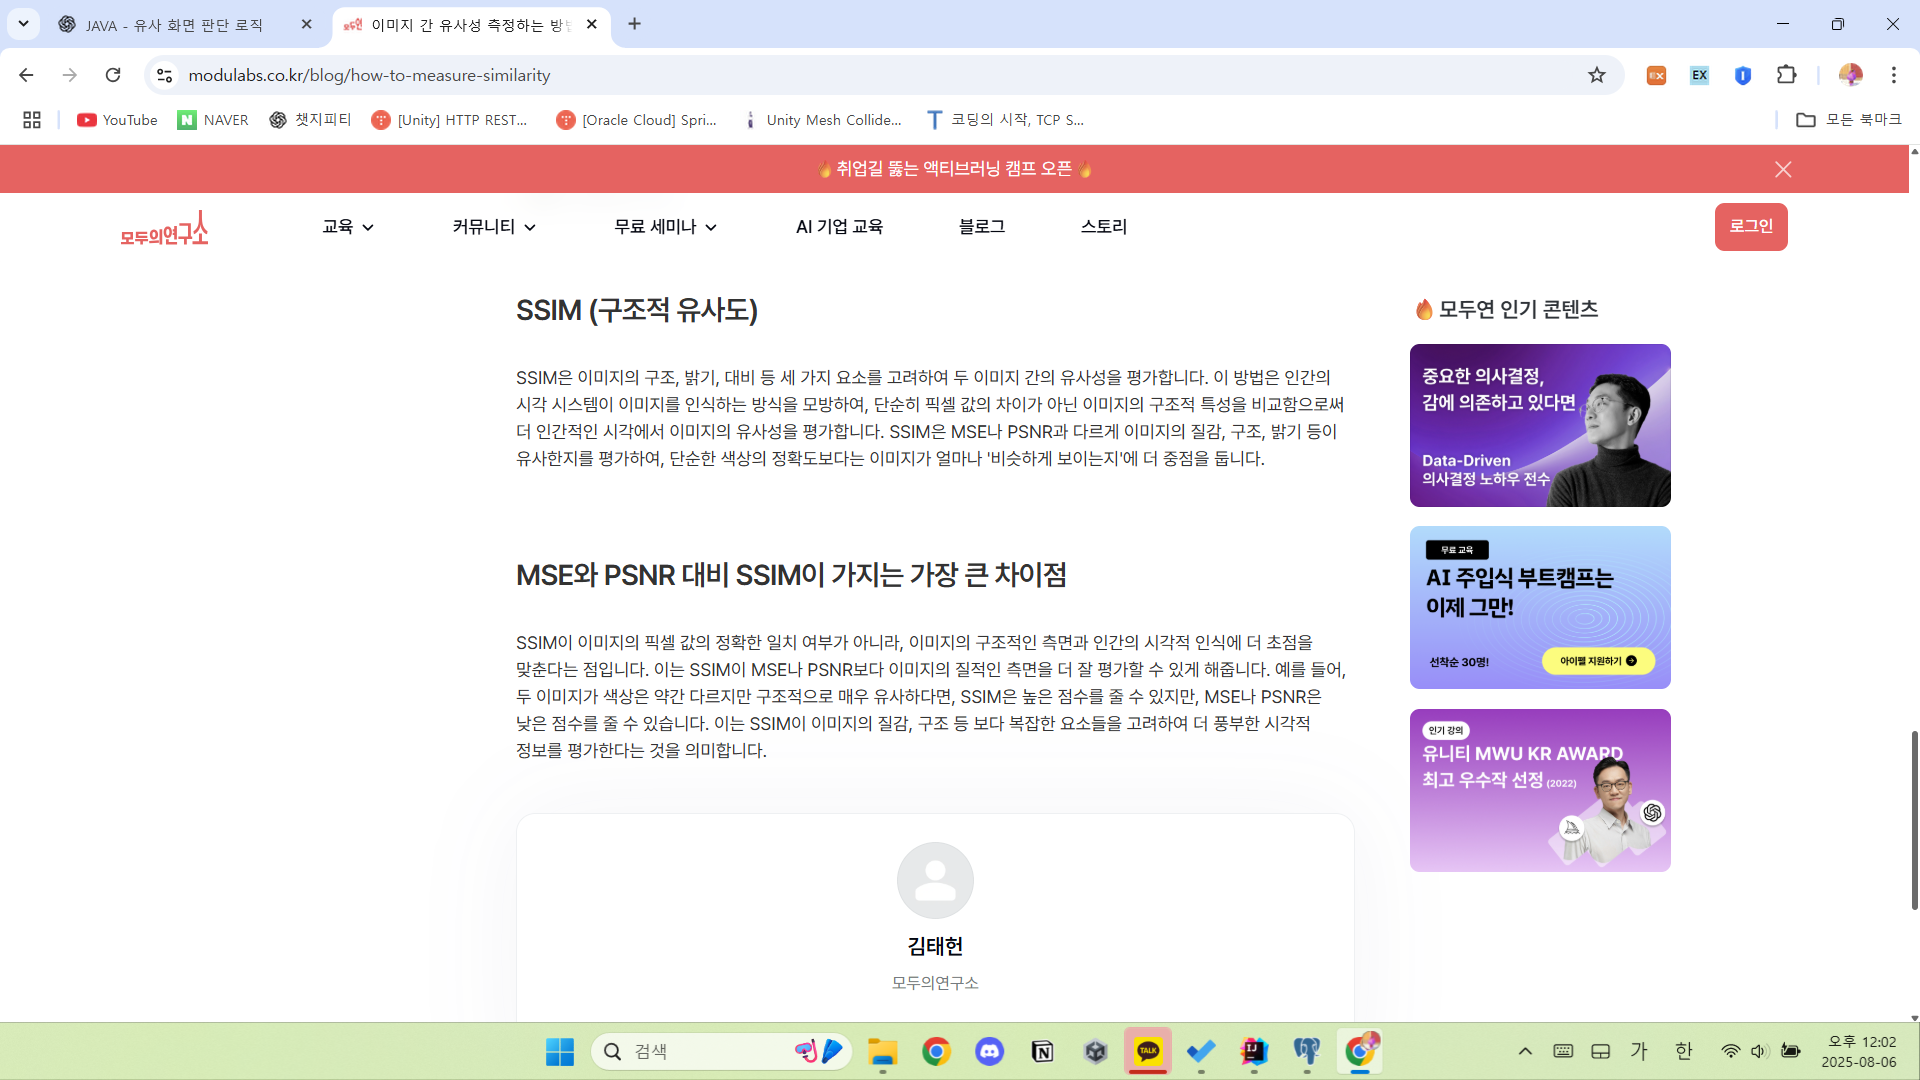 JAVA - 유사 화면 판단 로직
이미지 간 유사성 측정하는 방법
modulabs.co.kr/blog/how-to-measure-similarity
EX
YouTube
NAVER
챗지피티
[Unity] HTTP REST...
[Oracle Cloud] Spri...
Unity Mesh Collide...
코딩의 시작, TCP S...
모든 북마크
🔥 취업길 뚫는 액티브러닝 캠프 오픈 🔥
모두의연구소
교육
커뮤니티
무료 세미나
AI 기업 교육
블로그
스토리
로그인
SSIM (구조적 유사도)
SSIM은 이미지의 구조, 밝기, 대비 등 세 가지 요소를 고려하여 두 이미지 간의 유사성을 평가합니다. 이 방법은 인간의
시각 시스템이 이미지를 인식하는 방식을 모방하여, 단순히 픽셀 값의 차이가 아닌 이미지의 구조적 특성을 비교함으로써
더 인간적인 시각에서 이미지의 유사성을 평가합니다. SSIM은 MSE나 PSNR과 다르게 이미지의 질감, 구조, 밝기 등이
유사한지를 평가하여, 단순한 색상의 정확도보다는 이미지가 얼마나 '비슷하게 보이는지'에 더 중점을 둡니다.
MSE와 PSNR 대비 SSIM이 가지는 가장 큰 차이점
SSIM이 이미지의 픽셀 값의 정확한 일치 여부가 아니라, 이미지의 구조적인 측면과 인간의 시각적 인식에 더 초점을
맞춘다는 점입니다. 이는 SSIM이 MSE나 PSNR보다 이미지의 질적인 측면을 더 잘 평가할 수 있게 해줍니다. 예를 들어,
두 이미지가 색상은 약간 다르지만 구조적으로 매우 유사하다면, SSIM은 높은 점수를 줄 수 있지만, MSE나 PSNR은
낮은 점수를 줄 수 있습니다. 이는 SSIM이 이미지의 질감, 구조 등 보다 복잡한 요소들을 고려하여 더 풍부한 시각적
정보를 평가한다는 것을 의미합니다.
김태헌
모두의연구소
🔥 모두연 인기 콘텐츠
중요한 의사결정,
감에 의존하고 있다면
Data-Driven
의사결정 노하우 전수
무료 교육
AI 주입식 부트캠프는
이제 그만!
선착순 30명!
아이펠 지원하기
인기 강의
유니티 MWU KR AWARD
최고 우수작 선정 (2022)
검색
TALK
가
한
오후 12:02
2025-08-06